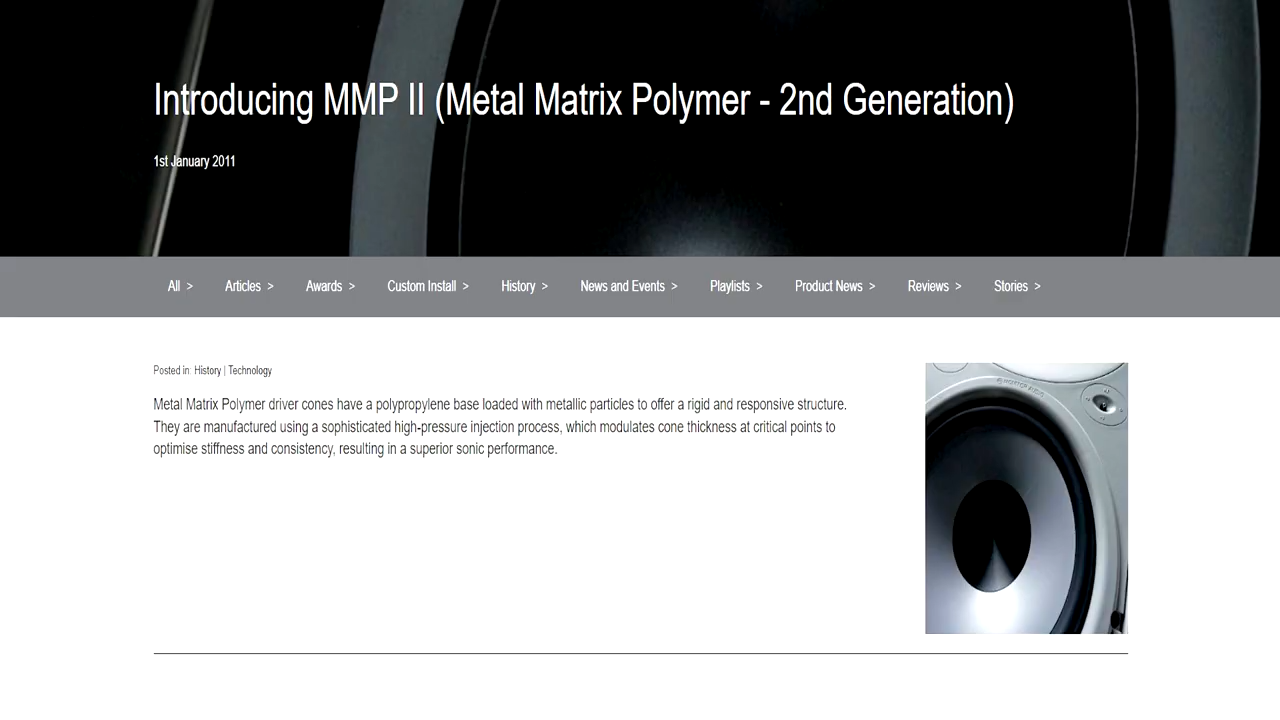 Introducing MMP II (Metal Matrix Polymer - 2nd Generation)
1st January 2011
All > Articles > Awards > Custom Install > History > News and Events > Playlists > Product News > Reviews > Stories >
Posted in: History | Technology
Metal Matrix Polymer driver cones have a polypropylene base loaded with metallic particles to offer a rigid and responsive structure.
They are manufactured using a sophisticated high-pressure injection process, which modulates cone thickness at critical points to
optimise stiffness and consistency, resulting in a superior sonic performance.
MONITOR AUDIO